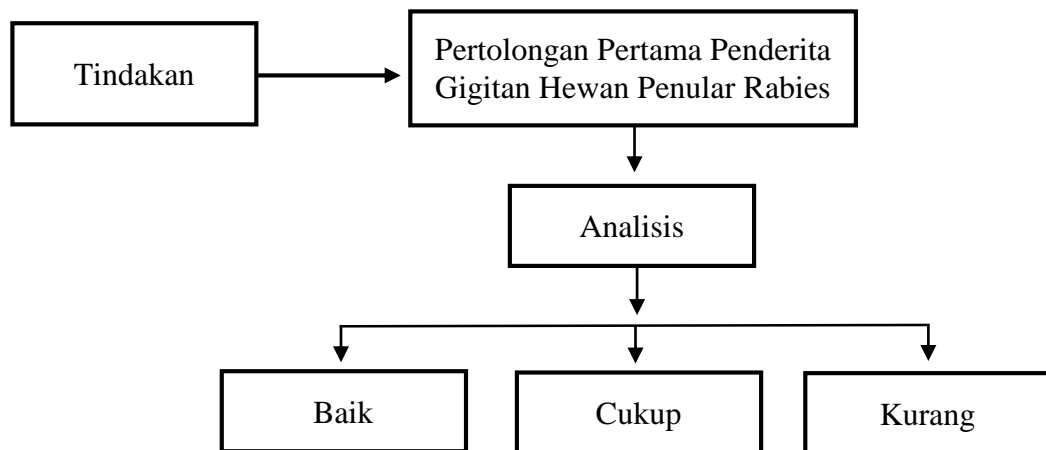 Tindakan
Pertolongan Pertama Penderita
Gigitan Hewan Penular Rabies
Analisis
Baik
Cukup
Kurang